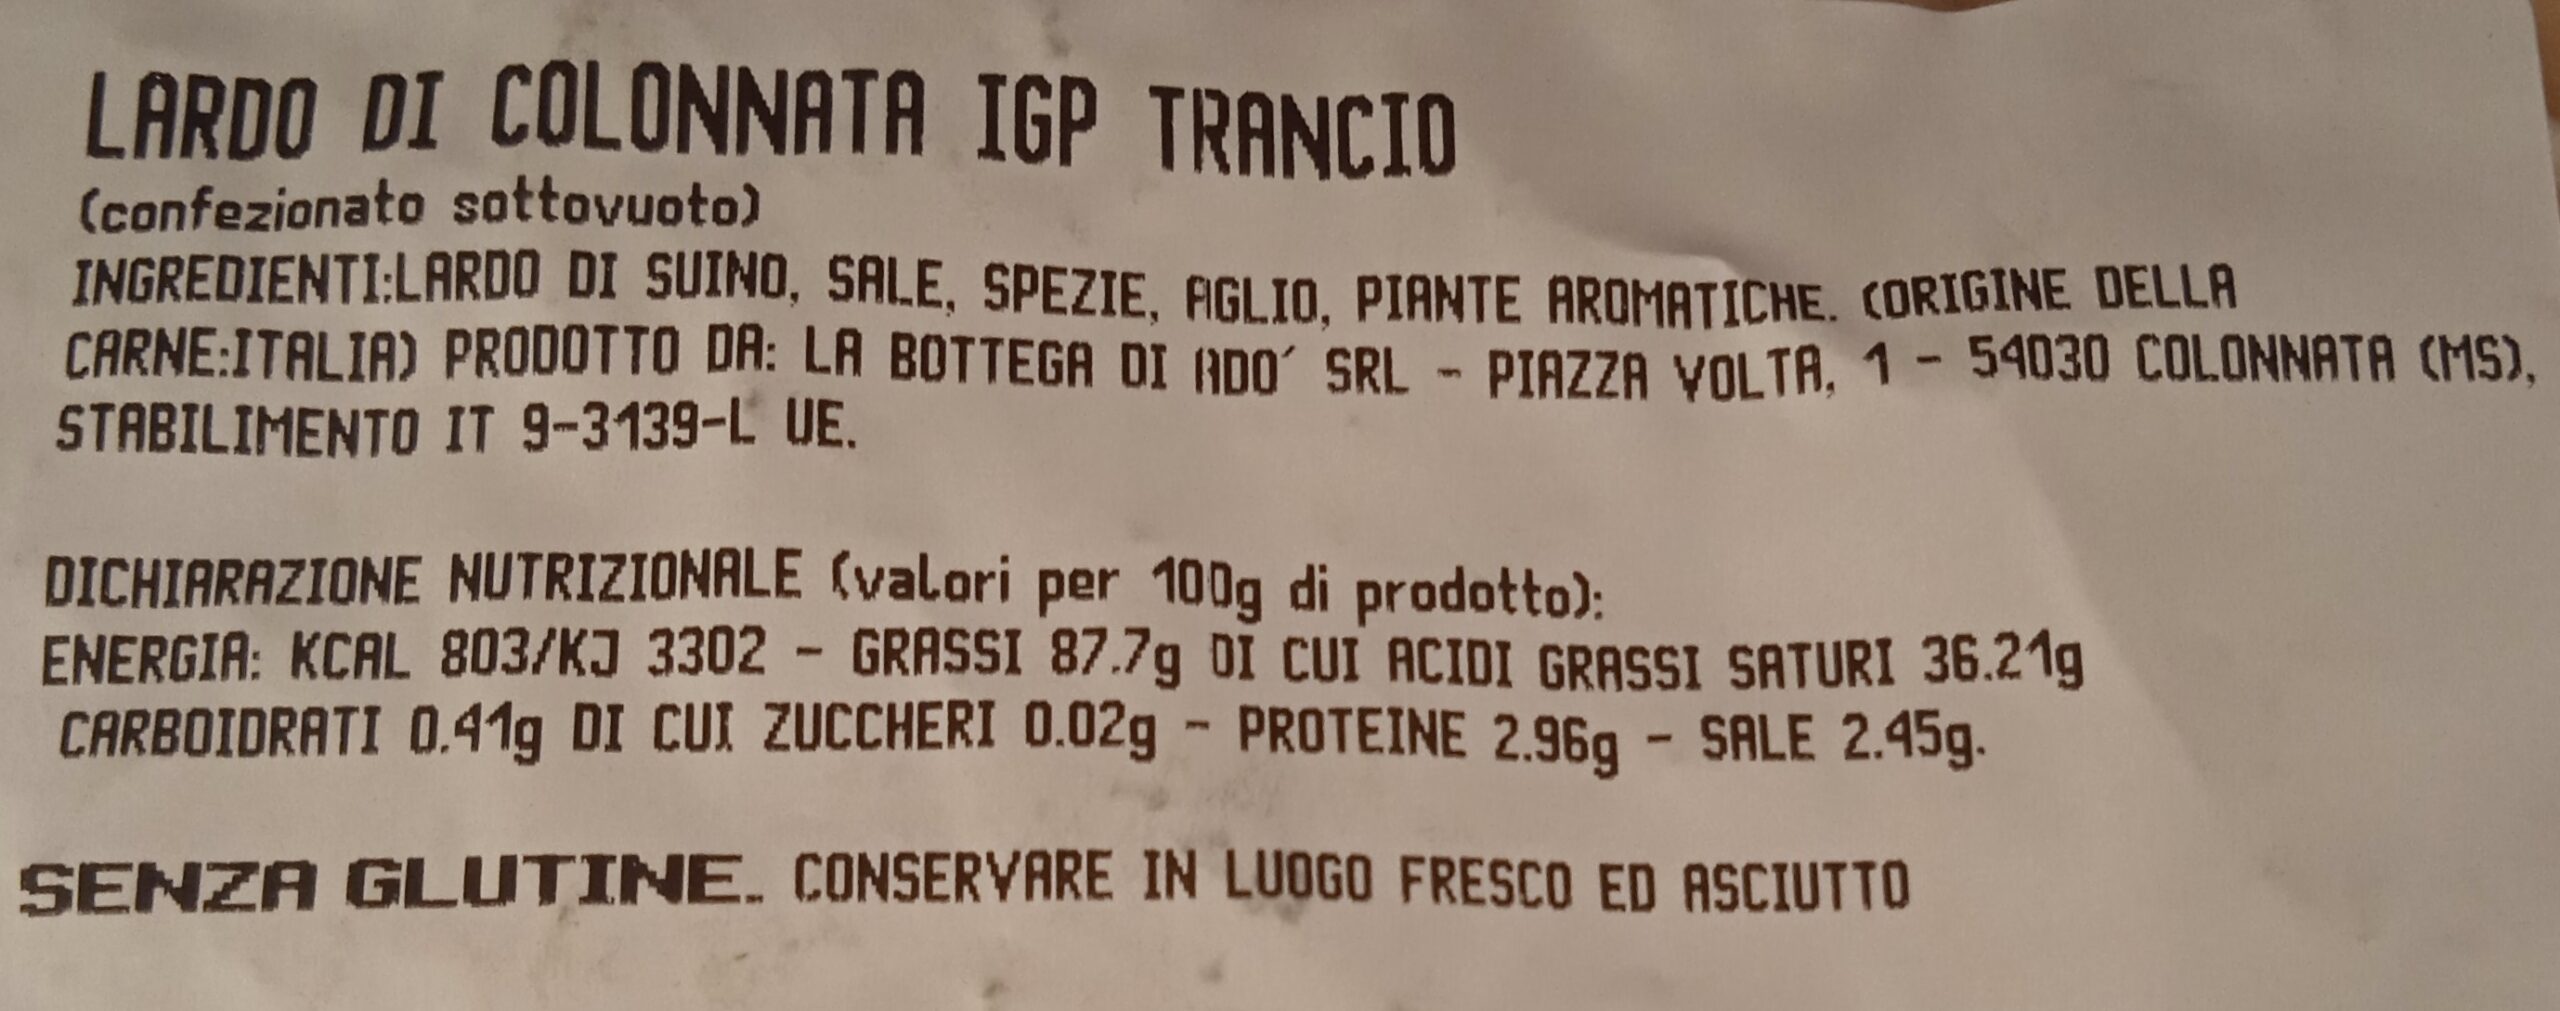 LARDO DI COLONNATA IGP TRANCIO
(confezionato sottovuoto)
INGREDIENTI:LARDO DI SUINO, SALE, SPEZIE, AGLIO, PIANTE AROMATICHE. (ORIGINE DELLA
CARNE:ITALIA) PRODOTTO DA: LA BOTTEGA DI ADO´ SRL - PIAZZA VOLTA, 1 - 54030 COLONNATA (MS),
STABILIMENTO IT 9-3139-L UE.
DICHIARAZIONE NUTRIZIONALE (valori per 100g di prodotto):
ENERGIA: KCAL 803/KJ 3302 - GRASSI 87.7g DI CUI ACIDI GRASSI SATURI 36.21g
CARBOIDRATI 0.41g DI CUI ZUCCHERI 0.02g - PROTEINE 2.96g - SALE 2.45g.
SENZA GLUTINE. CONSERVARE IN LUOGO FRESCO ED ASCIUTTO